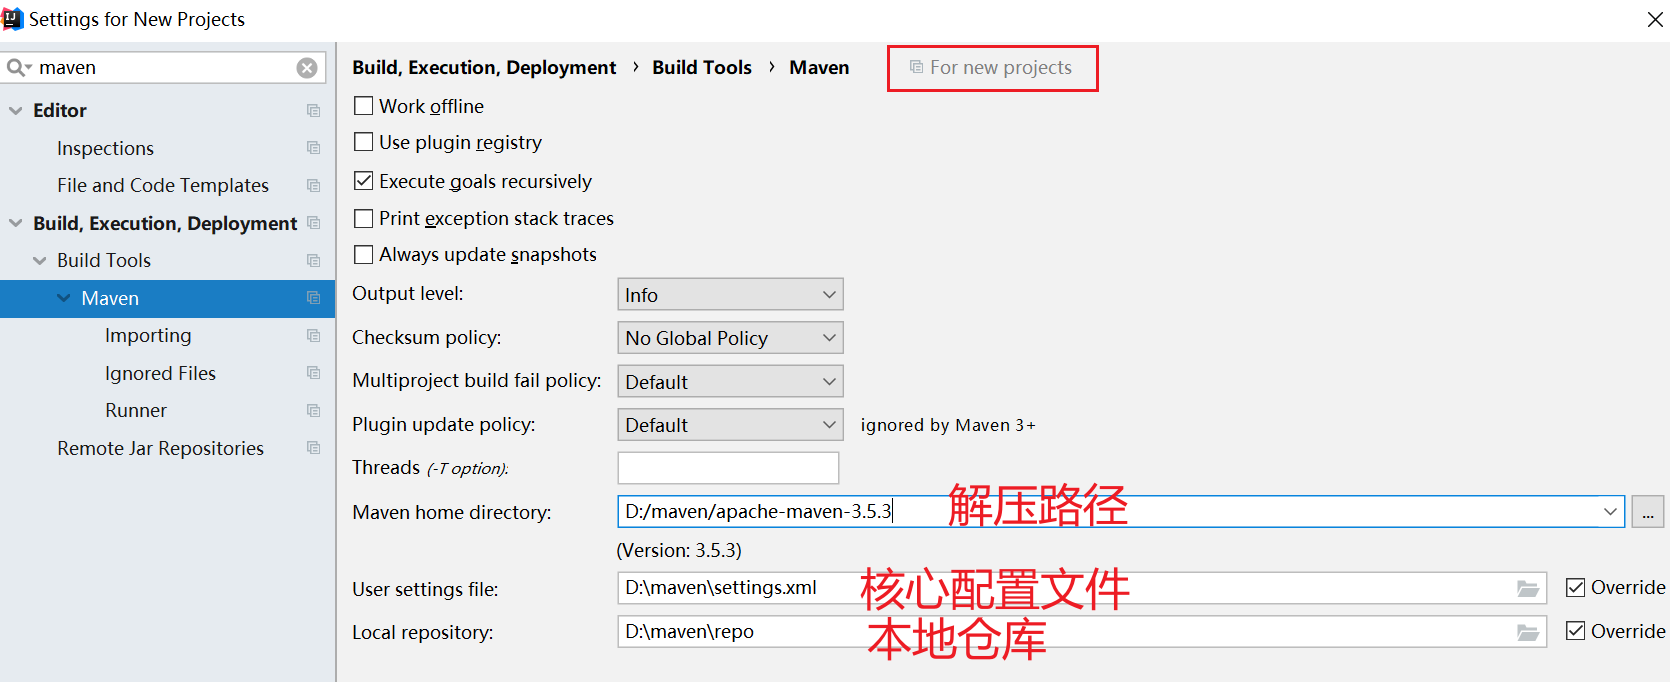 Settings for New Projects
maven
Editor
Inspections
File and Code Templates
Build, Execution, Deployment
Build Tools
Maven
Importing
Ignored Files
Runner
Remote Jar Repositories
Build, Execution, Deployment › Build Tools › Maven For new projects
Work offline
Use plugin registry
Execute goals recursively
Print exception stack traces
Always update snapshots
Output level: Info
Checksum policy: No Global Policy
Multiproject build fail policy: Default
Plugin update policy: Default ignored by Maven 3+
Threads (-T option):
Maven home directory: D:/maven/apache-maven-3.5.3 解压路径 ...
(Version: 3.5.3)
User settings file: D:\maven\settings.xml 核心配置文件 Override
Local repository: D:\maven\repo 本地仓库 Override